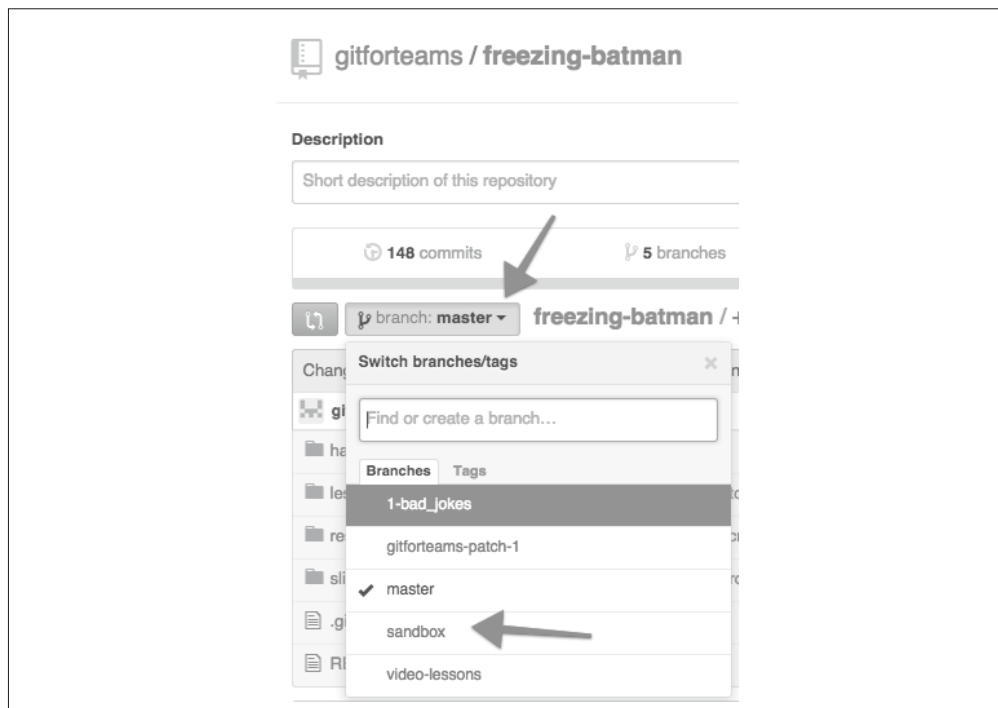 gitforteams / freezing-batman
Description
Short description of this repository
148 commits 5 branches
branch: master freezing-batman /
Switch branches/tags
Find or create a branch…
Branches Tags
1-bad_jokes
gitforteams-patch-1
master
sandbox
video-lessons